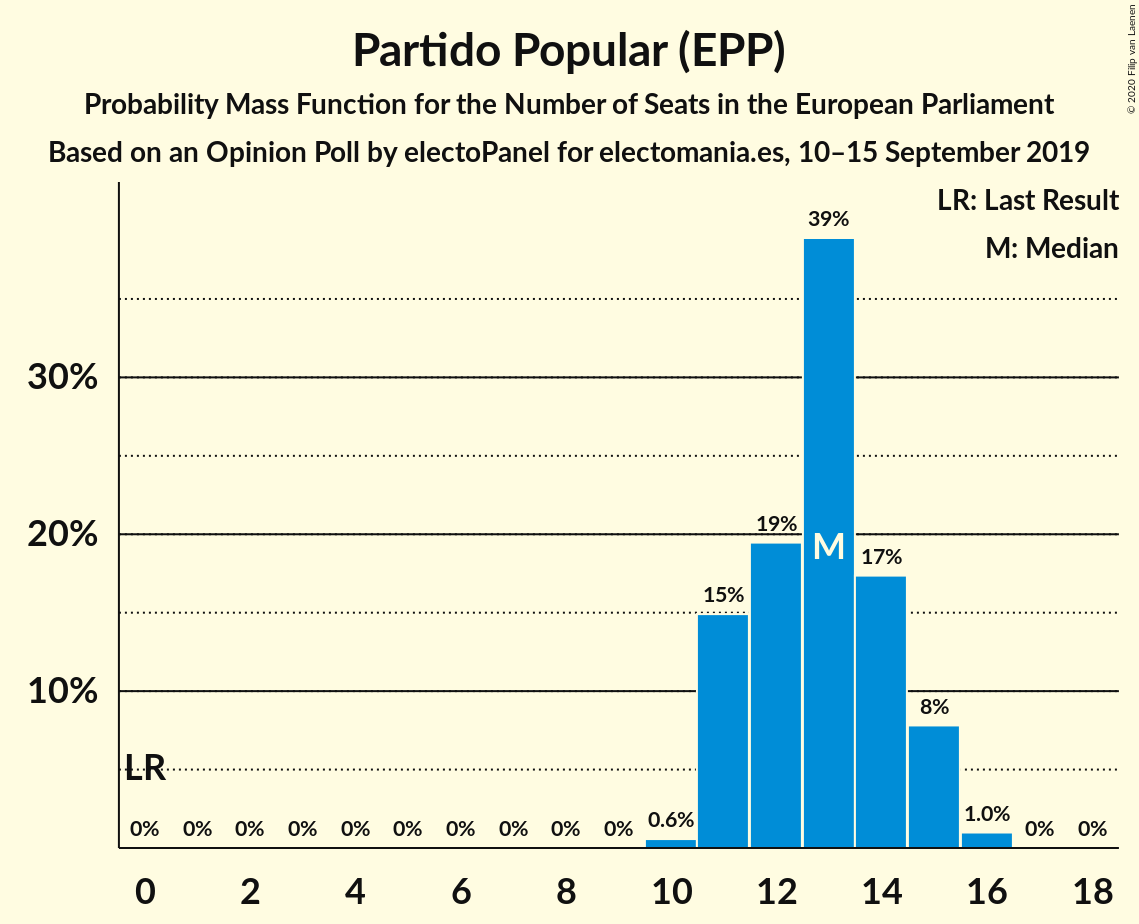 Partido Popular (EPP)
Probability Mass Function for the Number of Seats in the European Parliament
Based on an Opinion Poll by electoPanel for electomania.es, 10–15 September 2019
© 2020 Filip van Laenen
LR: Last Result
M: Median
39%
30%
20%
19%
M
17%
15%
10%
8%
LR
0% 0% 0% 0% 0% 0% 0% 0% 0% 0% 0.6% 1.0% 0% 0%
0 2 4 6 8 10 12 14 16 18